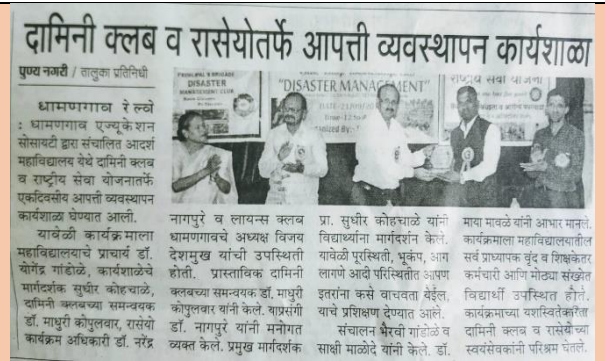 दामिनी क्लब व रासेयोतर्फे आपत्ती व्यवस्थापन कार्यशाळा
पुण्य नगरी / तालुका प्रतिनिधी
धामणगाव रेल्वे
: धामणगाव एज्यूकेशन
सोसायटी द्वारा संचालित आदर्श
महाविद्यालय येथे दामिनी क्लब
व राष्ट्रीय सेवा योजनातर्फे
एकदिवसीय आपत्ती व्यवस्थापन
कार्यशाळा घेण्यात आली.
यावेळी कार्यक्रमाला
महाविद्यालयाचे प्राचार्य डॉ.
योगेंद्र गांडोळे, कार्यशाळेचे
मार्गदर्शक सुधीर कोहचाळे,
दामिनी क्लबच्या समन्वयक
डॉ. माधुरी कोपुलवार, रासेयो
कार्यक्रम अधिकारी डॉ. नरेंद्र
DISASTER
"DISASTER MANAGEMENT"
राष्ट्रीय सेवा योजना
नागपुरे व लायन्स क्लब
धामणगावचे अध्यक्ष विजय
देशमुख यांची उपस्थिती
होती. प्रास्ताविक दामिनी
क्लबच्या समन्वयक डॉ. माधुरी
कोपुलवार यांनी केले. याप्रसंगी
डॉ. नागपुरे यांनी मनोगत
व्यक्त केले. प्रमुख मार्गदर्शक
प्रा. सुधीर कोहचाळे यांनी
विद्यार्थ्यांना मार्गदर्शन केले.
यावेळी पूरस्थिती, भूकंप, आग
लागणे आदी परिस्थितीत आपण
इतरांना कसे वाचवता येईल,
याचे प्रशिक्षण देण्यात आले.
संचालन भैरवी गांडोळे व
साक्षी माळोदे यांनी केले. डॉ.
माया मावळे यांनी आभार मानले.
कार्यक्रमाला महाविद्यालयातील
सर्व प्राध्यापक वृंद व शिक्षकेतर
कर्मचारी आणि मोठ्या संख्येत
विद्यार्थी उपस्थित होते.
कार्यक्रमाच्या यशस्वितेकरिता
दामिनी क्लब व रासेयोच्या
स्वयंसेवकांनी परिश्रम घेतले.